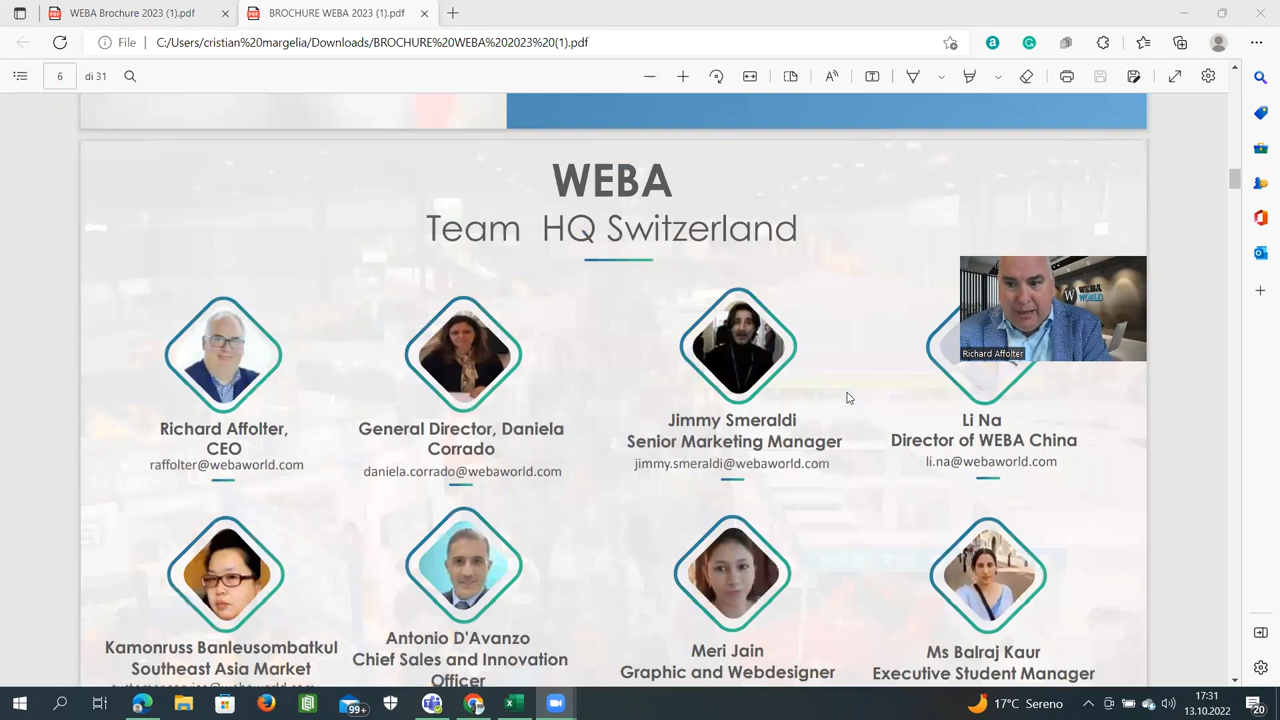 WEBA Brochure 2023 (1).pdf
BROCHURE WEBA 2023 (1).pdf
File
C:/Users/cristian%20margelia/Downloads/BROCHURE%20WEBA%202023%20(1).pdf
6
di 31
WEBA
Team HQ Switzerland
W WEBA
WORLD
Richard Affolter
Richard Affolter,
CEO
raffolter@webaworld.com
General Director, Daniela
Corrado
daniela.corrado@webaworld.com
Jimmy Smeraldi
Senior Marketing Manager
jimmy.smeraldi@webaworld.com
Li Na
Director of WEBA China
li.na@webaworld.com
Kamonruss Banleusombatkul
Southeast Asia Market
Antonio D'Avanzo
Chief Sales and Innovation
Officer
Meri Jain
Graphic and Webdesigner
Ms Balraj Kaur
Executive Student Manager
99+
17°C Sereno
17:31
13.10.2022
20